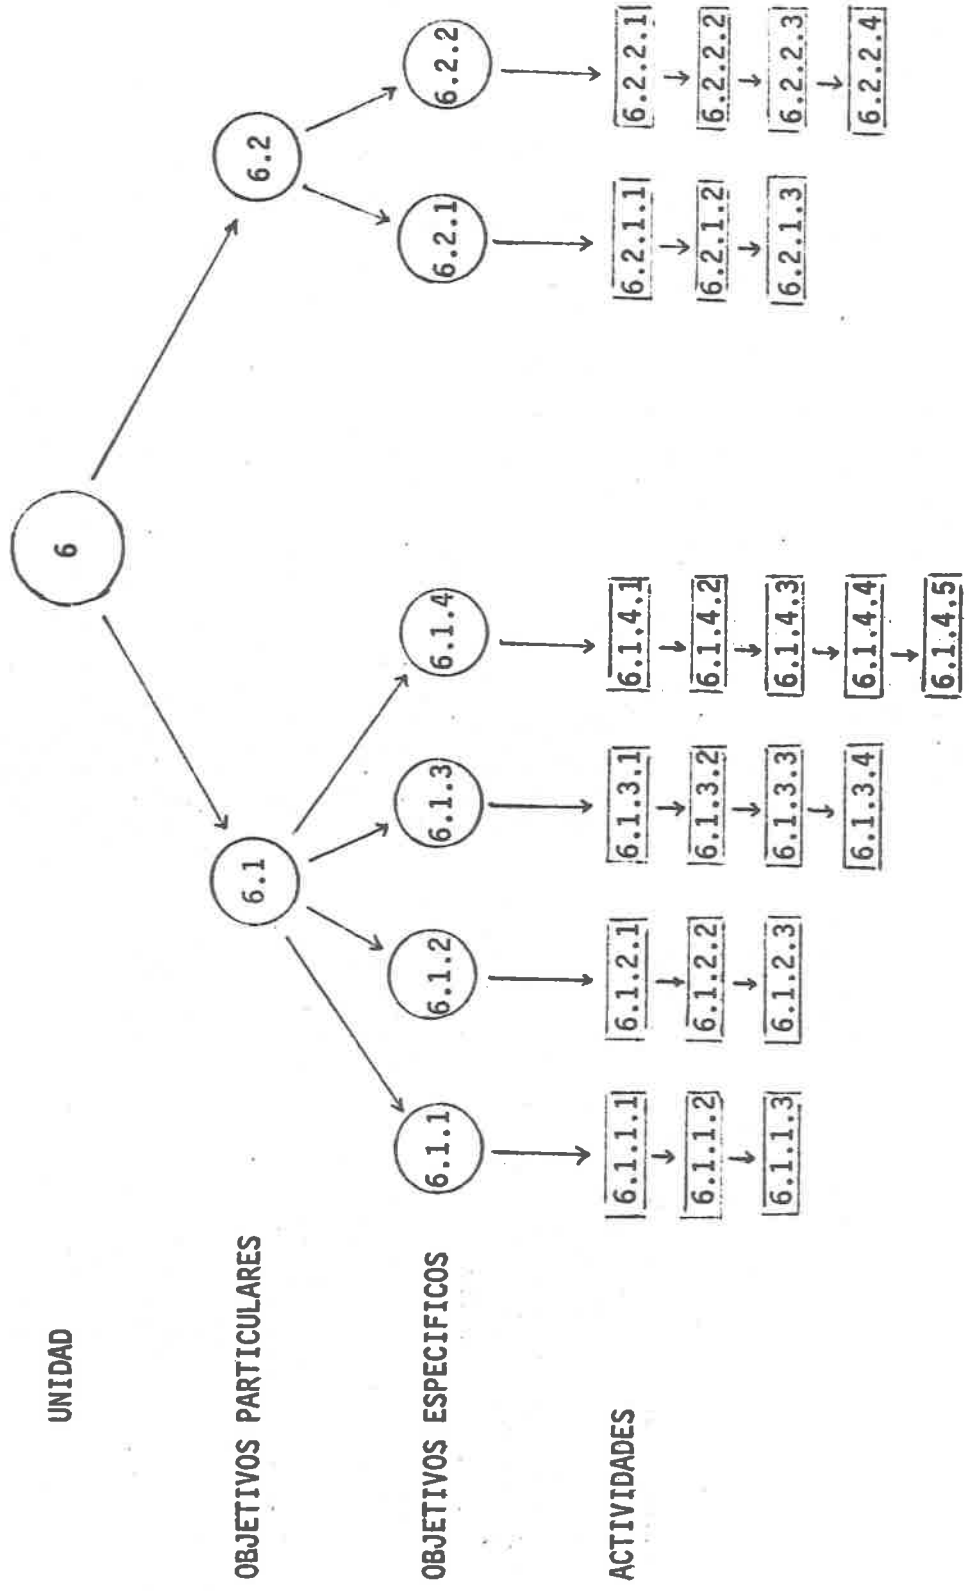 UNIDAD
6
OBJETIVOS PARTICULARES
6.1 6.2
OBJETIVOS ESPECIFICOS
6.1.1 6.1.2 6.1.3 6.1.4 6.2.1 6.2.2
ACTIVIDADES
6.1.1.1 6.1.2.1 6.1.3.1 6.1.4.1 6.2.1.1 6.2.2.1
6.1.1.2 6.1.2.2 6.1.3.2 6.1.4.2 6.2.1.2 6.2.2.2
6.1.1.3 6.1.2.3 6.1.3.3 6.1.4.3 6.2.1.3 6.2.2.3
6.1.3.4 6.1.4.4 6.2.2.4
6.1.4.5